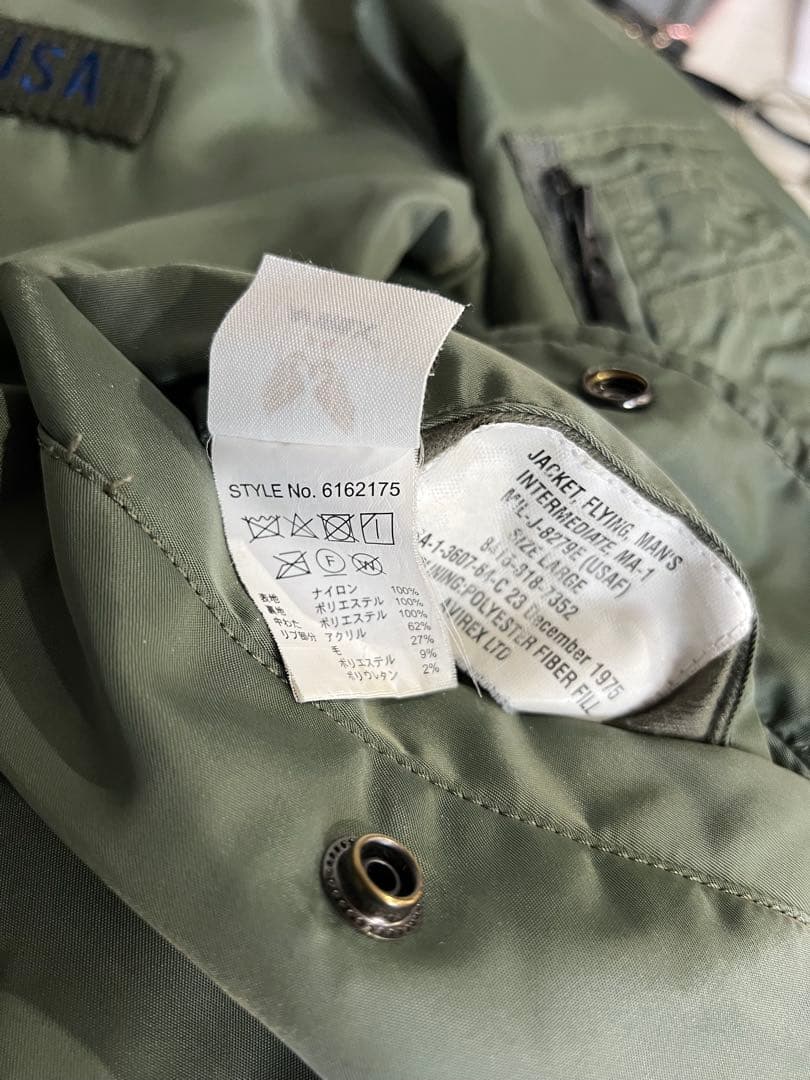 USA
STYLE No. 6162175
表地 ナイロン 100%
裏地 ポリエステル 100%
中わた ポリエステル 100%
リブ部分 アクリル 62%
毛 27%
ポリエステル 9%
ポリウレタン 2%
JACKET, FLYING, MAN'S
INTERMEDIATE MA-1
MIL-J-8279E (USAF)
SIZE LARGE
8415-918-7352
A-1-3607-64-C 23 December 1975
LINING:POLYESTER FIBER FILL
AVIREX LTD